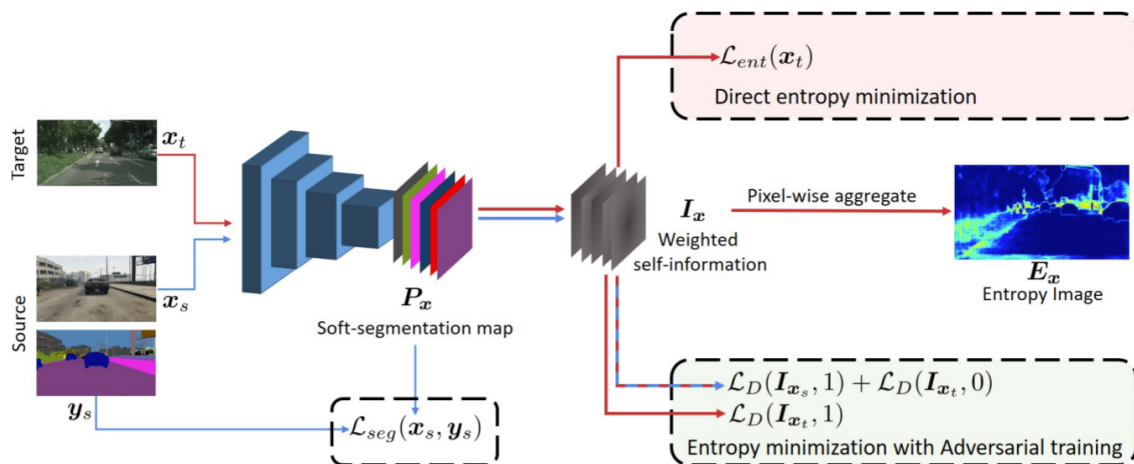 ℒ_ent(𝒙_t)
Direct entropy minimization
Target
𝒙_t
Source
𝒙_s
𝒚_s
𝑷_𝒙
Soft-segmentation map
ℒ_seg(𝒙_s, 𝒚_s)
𝑰_𝒙
Weighted
self-information
Pixel-wise aggregate
𝑬_𝒙
Entropy Image
ℒ_D(𝑰_𝒙_s, 1) + ℒ_D(𝑰_𝒙_t, 0)
ℒ_D(𝑰_𝒙_t, 1)
Entropy minimization with Adversarial training